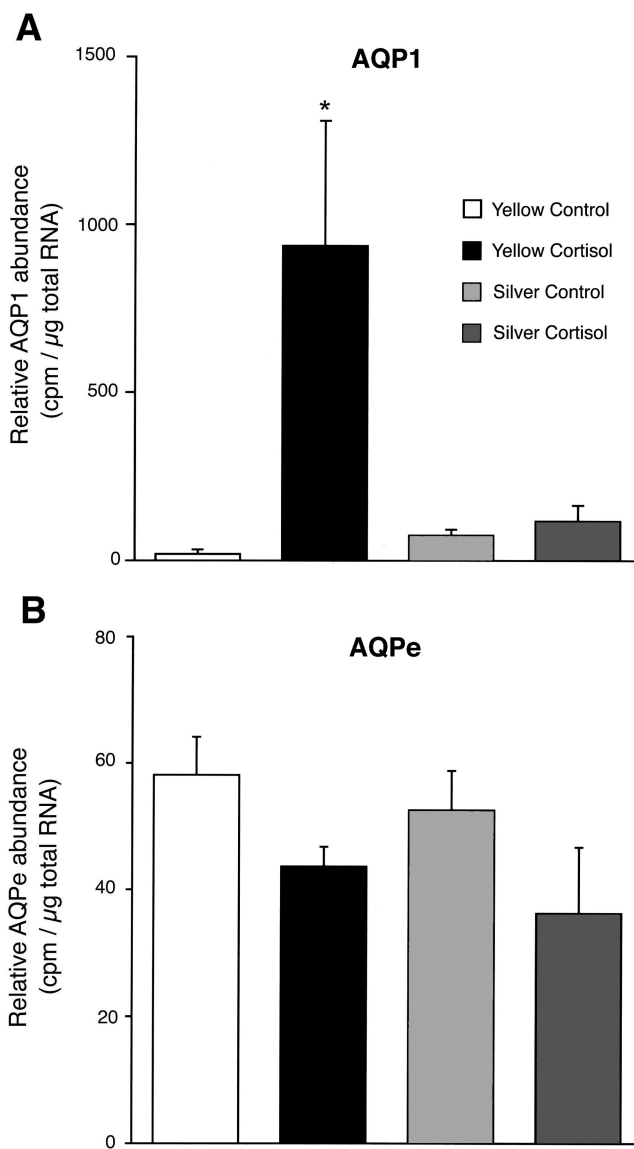 A
AQP1
1500
1000
500
0
Relative AQP1 abundance
(cpm / µg total RNA)
*
Yellow Control
Yellow Cortisol
Silver Control
Silver Cortisol
B
AQPe
80
60
40
20
0
Relative AQPe abundance
(cpm / µg total RNA)